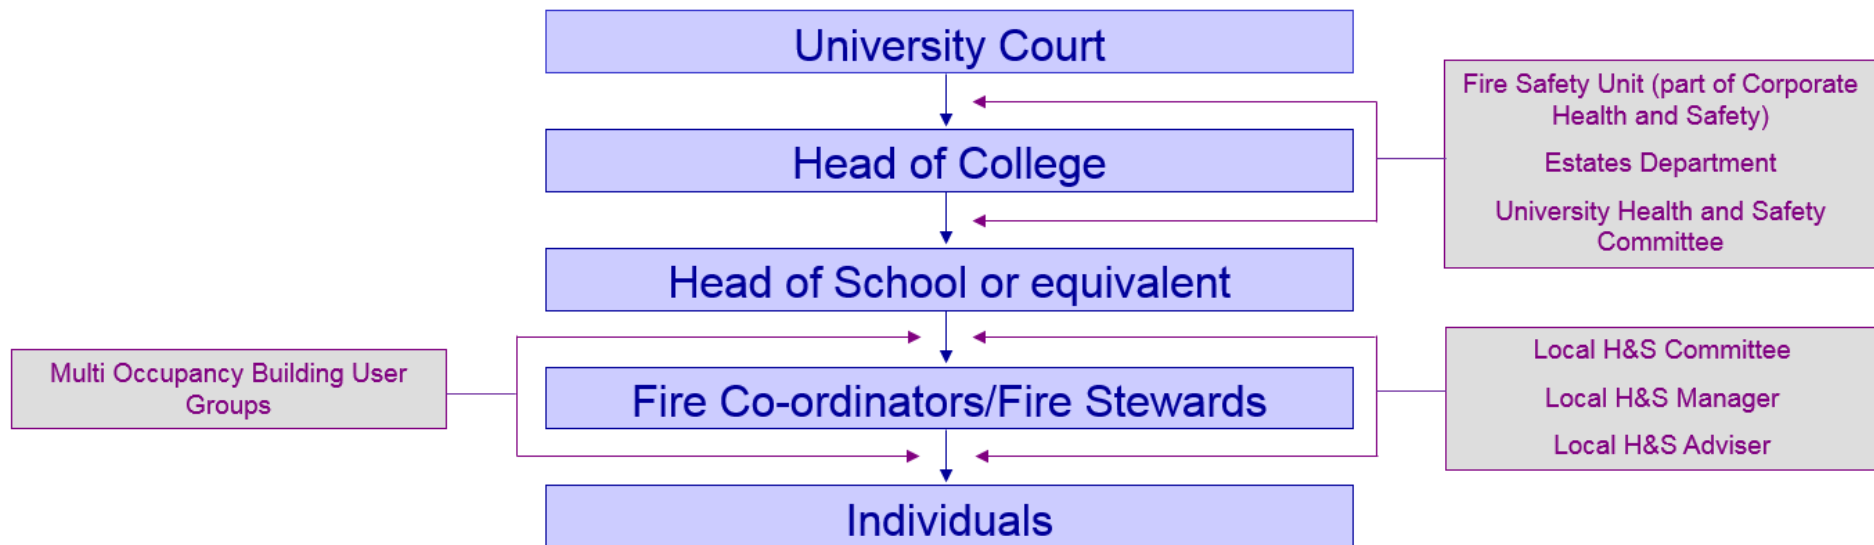 University Court
Fire Safety Unit (part of Corporate
Health and Safety)
Estates Department
University Health and Safety
Committee
Head of College
Head of School or equivalent
Multi Occupancy Building User
Groups
Fire Co-ordinators/Fire Stewards
Local H&S Committee
Local H&S Manager
Local H&S Adviser
Individuals